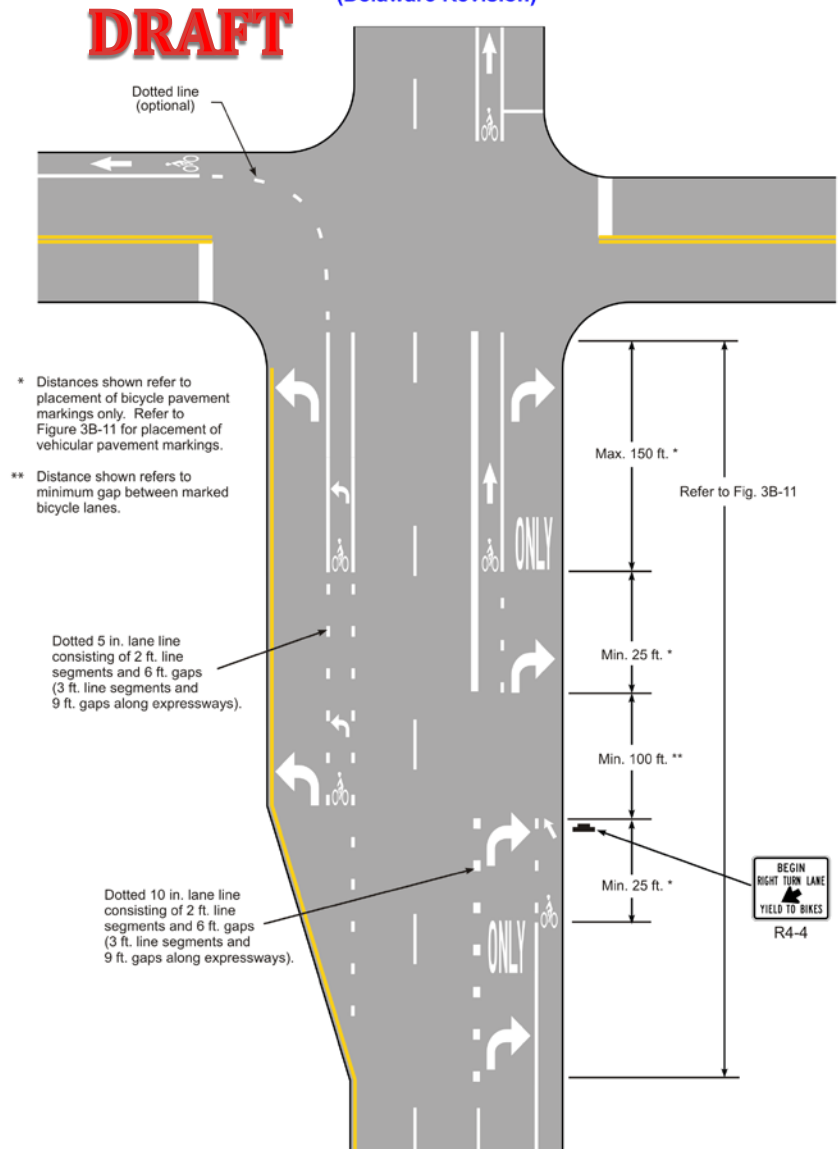 (Delaware Revision)
DRAFT
Dotted line
(optional)
* Distances shown refer to
placement of bicycle pavement
markings only. Refer to
Figure 3B-11 for placement of
vehicular pavement markings.
** Distance shown refers to
minimum gap between marked
bicycle lanes.
Max. 150 ft. *
Refer to Fig. 3B-11
ONLY
Dotted 5 in. lane line
consisting of 2 ft. line
segments and 6 ft. gaps
(3 ft. line segments and
9 ft. gaps along expressways).
Min. 25 ft. *
Min. 100 ft. **
Dotted 10 in. lane line
consisting of 2 ft. line
segments and 6 ft. gaps
(3 ft. line segments and
9 ft. gaps along expressways).
ONLY
Min. 25 ft. *
BEGIN
RIGHT TURN LANE
YIELD TO BIKES
R4-4